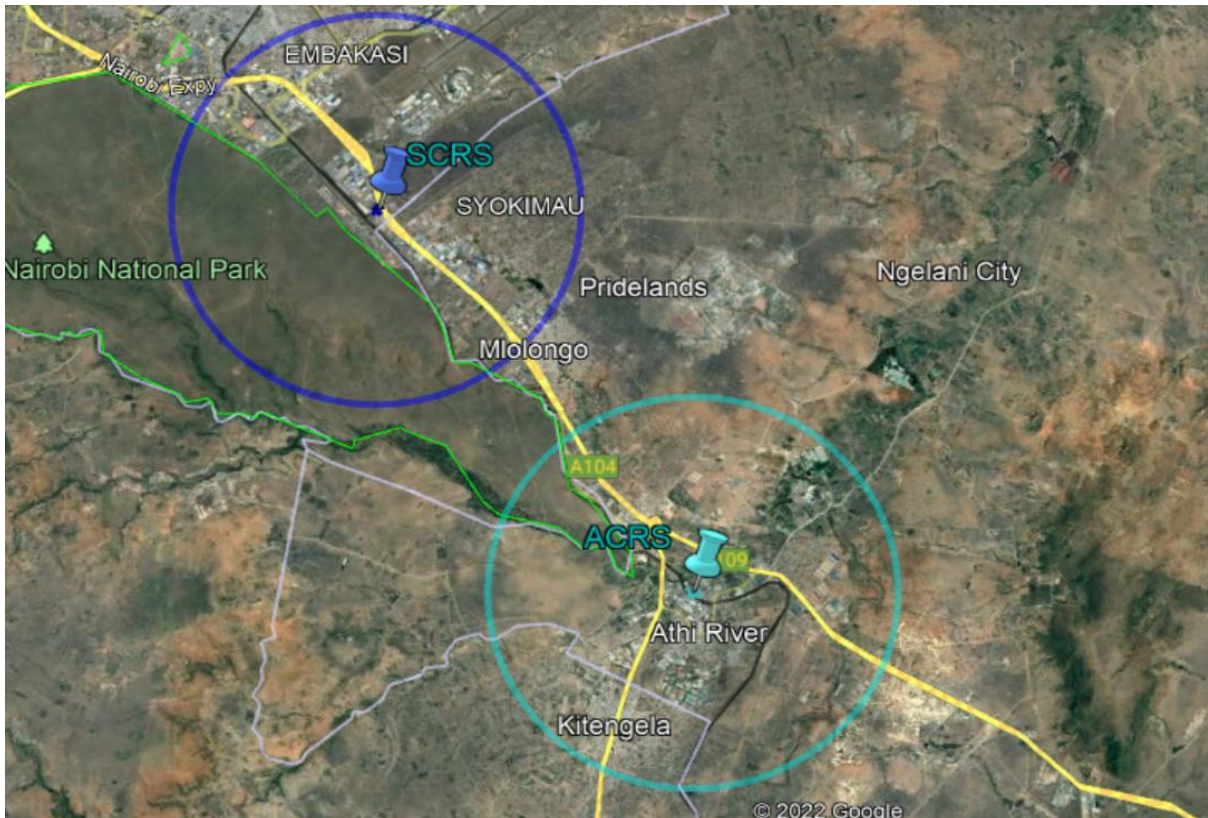 EMBAKASI
Nairobi Expy
SCRS
SYOKIMAU
Nairobi National Park
Ngelani City
Pridelands
Mlolongo
A104
ACRS
109
Athi River
Kitengela
© 2022 Google